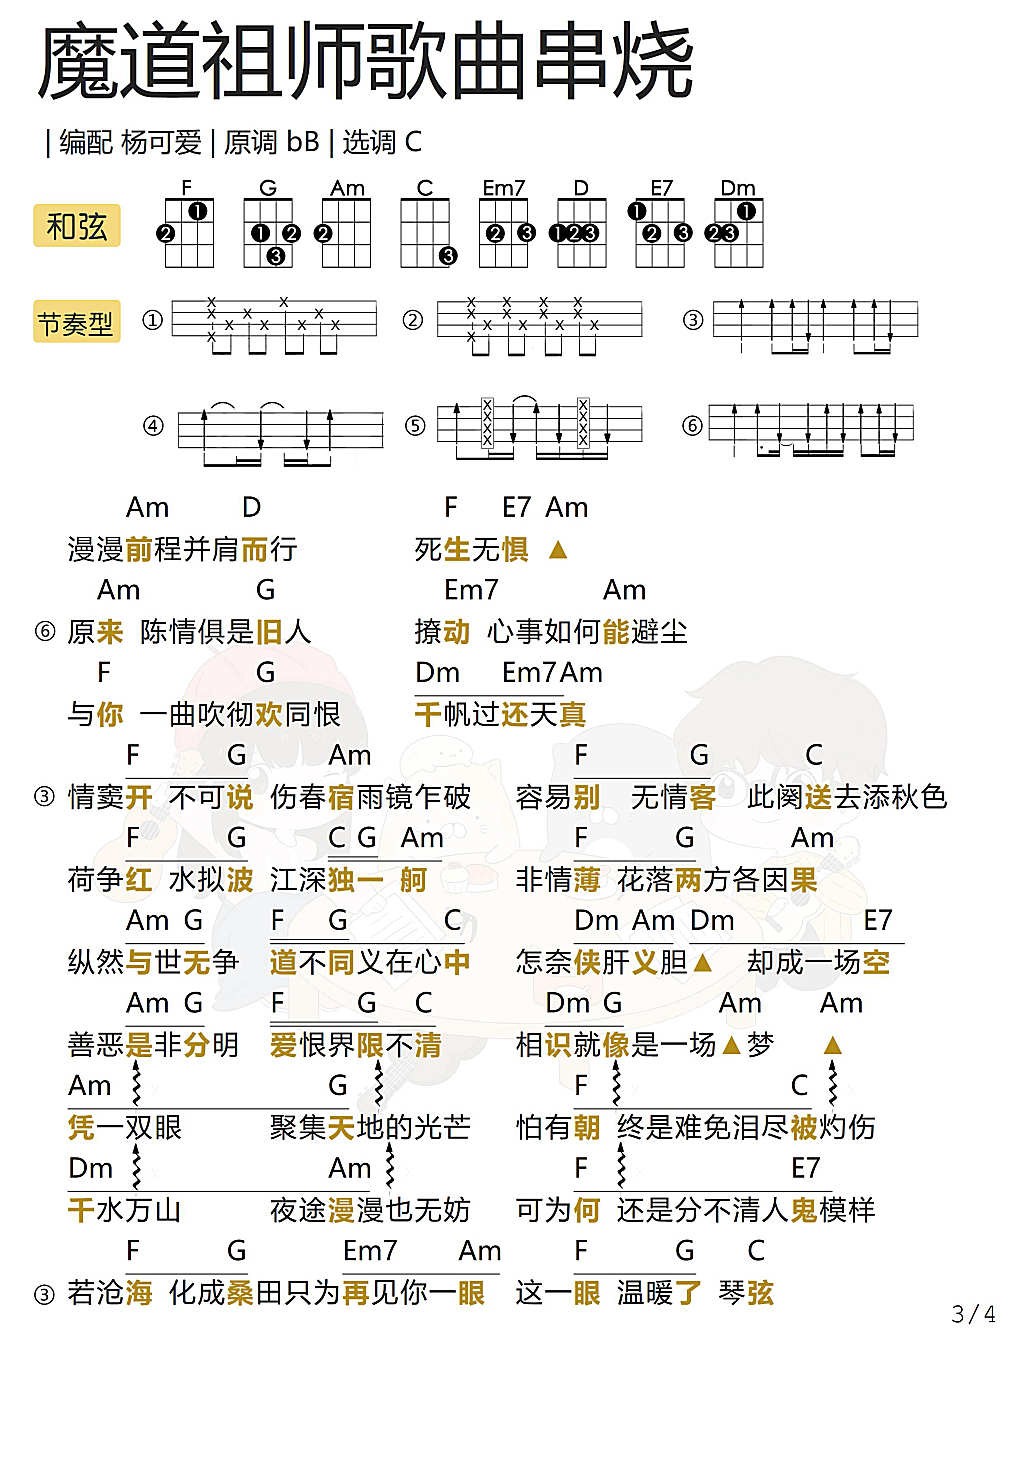 魔道祖师歌曲串烧
| 编配 杨可爱 | 原调 bB | 选调 C
和弦 F G Am C Em7 D E7 Dm
节奏型 ① ② ③
④ ⑤ ⑥
Am D F E7 Am
漫漫前程并肩而行 死生无惧 ▲
Am G Em7 Am
⑥ 原来 陈情俱是旧人 撩动 心事如何能避尘
F G Dm Em7 Am
与你 一曲吹彻欢同恨 千帆过还天真
F G Am F G C
③ 情窦开 不可说 伤春宿雨镜乍破 容易别 无情客 此阕送去添秋色
F G C G Am F G Am
荷争红 水拟波 江深独一 舸 非情薄 花落两方各因果
Am G F G C Dm Am Dm E7
纵然与世无争 道不同义在心中 怎奈侠肝义胆▲ 却成一场空
Am G F G C Dm G Am Am
善恶是非分明 爱恨界限不清 相识就像是一场▲梦 ▲
Am G F C
凭一双眼 聚集天地的光芒 怕有朝 终是难免泪尽被灼伤
Dm Am F E7
千水万山 夜途漫漫也无妨 可为何 还是分不清人鬼模样
F G Em7 Am F G C
③ 若沧海 化成桑田只为再见你一眼 这一眼 温暖了 琴弦
3/4